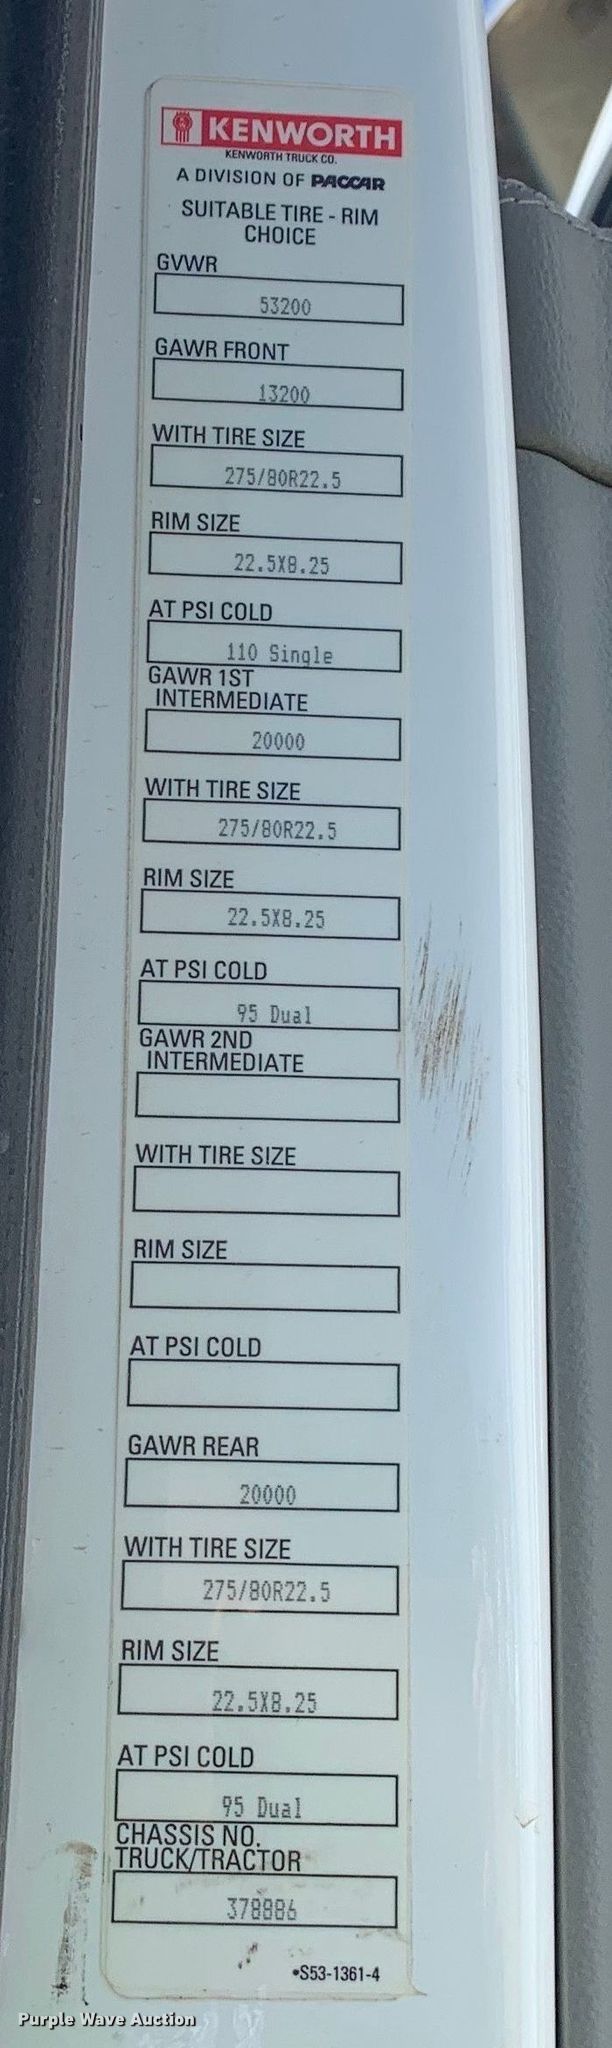 KENWORTH
KENWORTH TRUCK CO.
A DIVISION OF PACCAR
SUITABLE TIRE - RIM
CHOICE
GVWR
53200
GAWR FRONT
13200
WITH TIRE SIZE
275/80R22.5
RIM SIZE
22.5X8.25
AT PSI COLD
110 Single
GAWR 1ST
INTERMEDIATE
20000
WITH TIRE SIZE
275/80R22.5
RIM SIZE
22.5X8.25
AT PSI COLD
95 Dual
GAWR 2ND
INTERMEDIATE
WITH TIRE SIZE
RIM SIZE
AT PSI COLD
GAWR REAR
20000
WITH TIRE SIZE
275/80R22.5
RIM SIZE
22.5X8.25
AT PSI COLD
95 Dual
CHASSIS NO.
TRUCK/TRACTOR
378886
•S53-1361-4
Purple Wave Auction